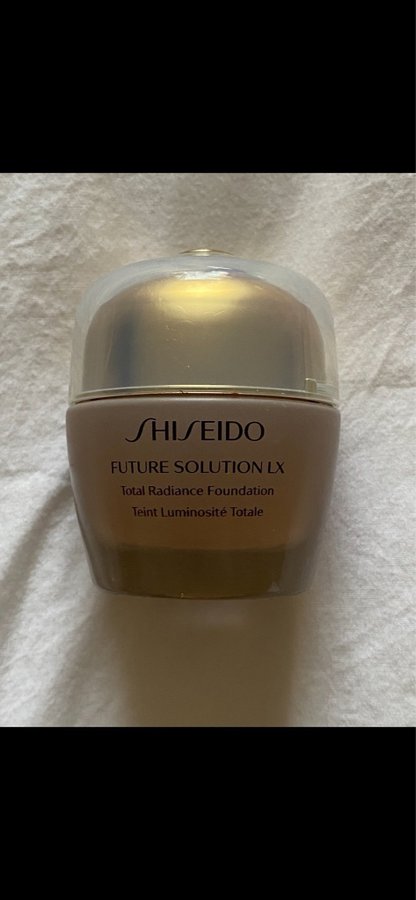 SHISEIDO
FUTURE SOLUTION LX
Total Radiance Foundation
Teint Luminosité Totale